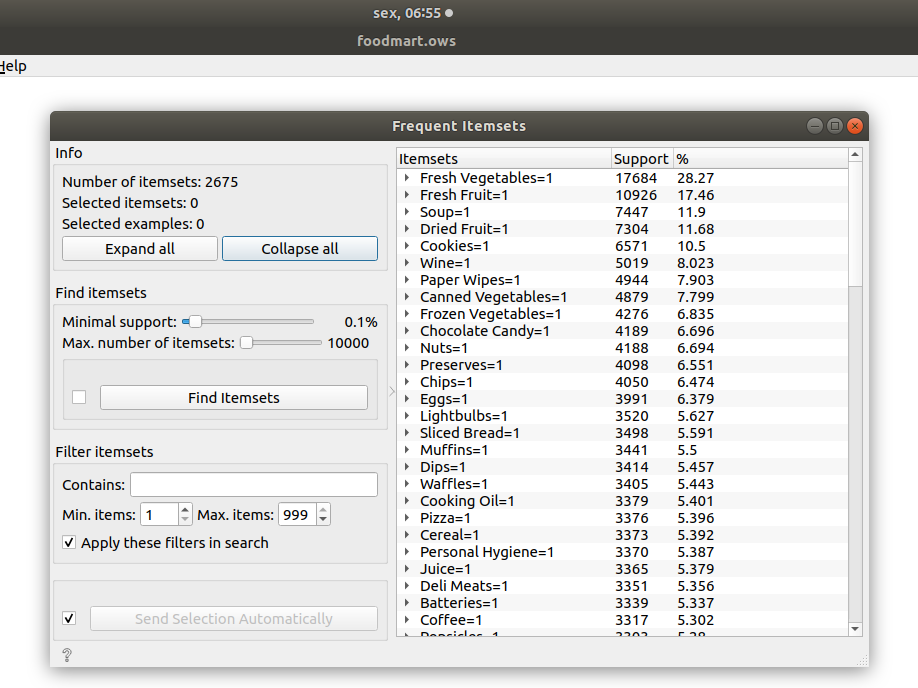 sex, 06:55
foodmart.ows
Help
Frequent Itemsets
Info
Number of itemsets: 2675
Selected itemsets: 0
Selected examples: 0
Expand all
Collapse all
Find itemsets
Minimal support: 0.1%
Max. number of itemsets: 10000
Find Itemsets
Filter itemsets
Contains:
Min. items: 1 Max. items: 999
Apply these filters in search
Send Selection Automatically
?
Itemsets Support %
Fresh Vegetables=1 17684 28.27
Fresh Fruit=1 10926 17.46
Soup=1 7447 11.9
Dried Fruit=1 7304 11.68
Cookies=1 6571 10.5
Wine=1 5019 8.023
Paper Wipes=1 4944 7.903
Canned Vegetables=1 4879 7.799
Frozen Vegetables=1 4276 6.835
Chocolate Candy=1 4189 6.696
Nuts=1 4188 6.694
Preserves=1 4098 6.551
Chips=1 4050 6.474
Eggs=1 3991 6.379
Lightbulbs=1 3520 5.627
Sliced Bread=1 3498 5.591
Muffins=1 3441 5.5
Dips=1 3414 5.457
Waffles=1 3405 5.443
Cooking Oil=1 3379 5.401
Pizza=1 3376 5.396
Cereal=1 3373 5.392
Personal Hygiene=1 3370 5.387
Juice=1 3365 5.379
Deli Meats=1 3351 5.356
Batteries=1 3339 5.337
Coffee=1 3317 5.302
Popsicles=1 3303 5.28